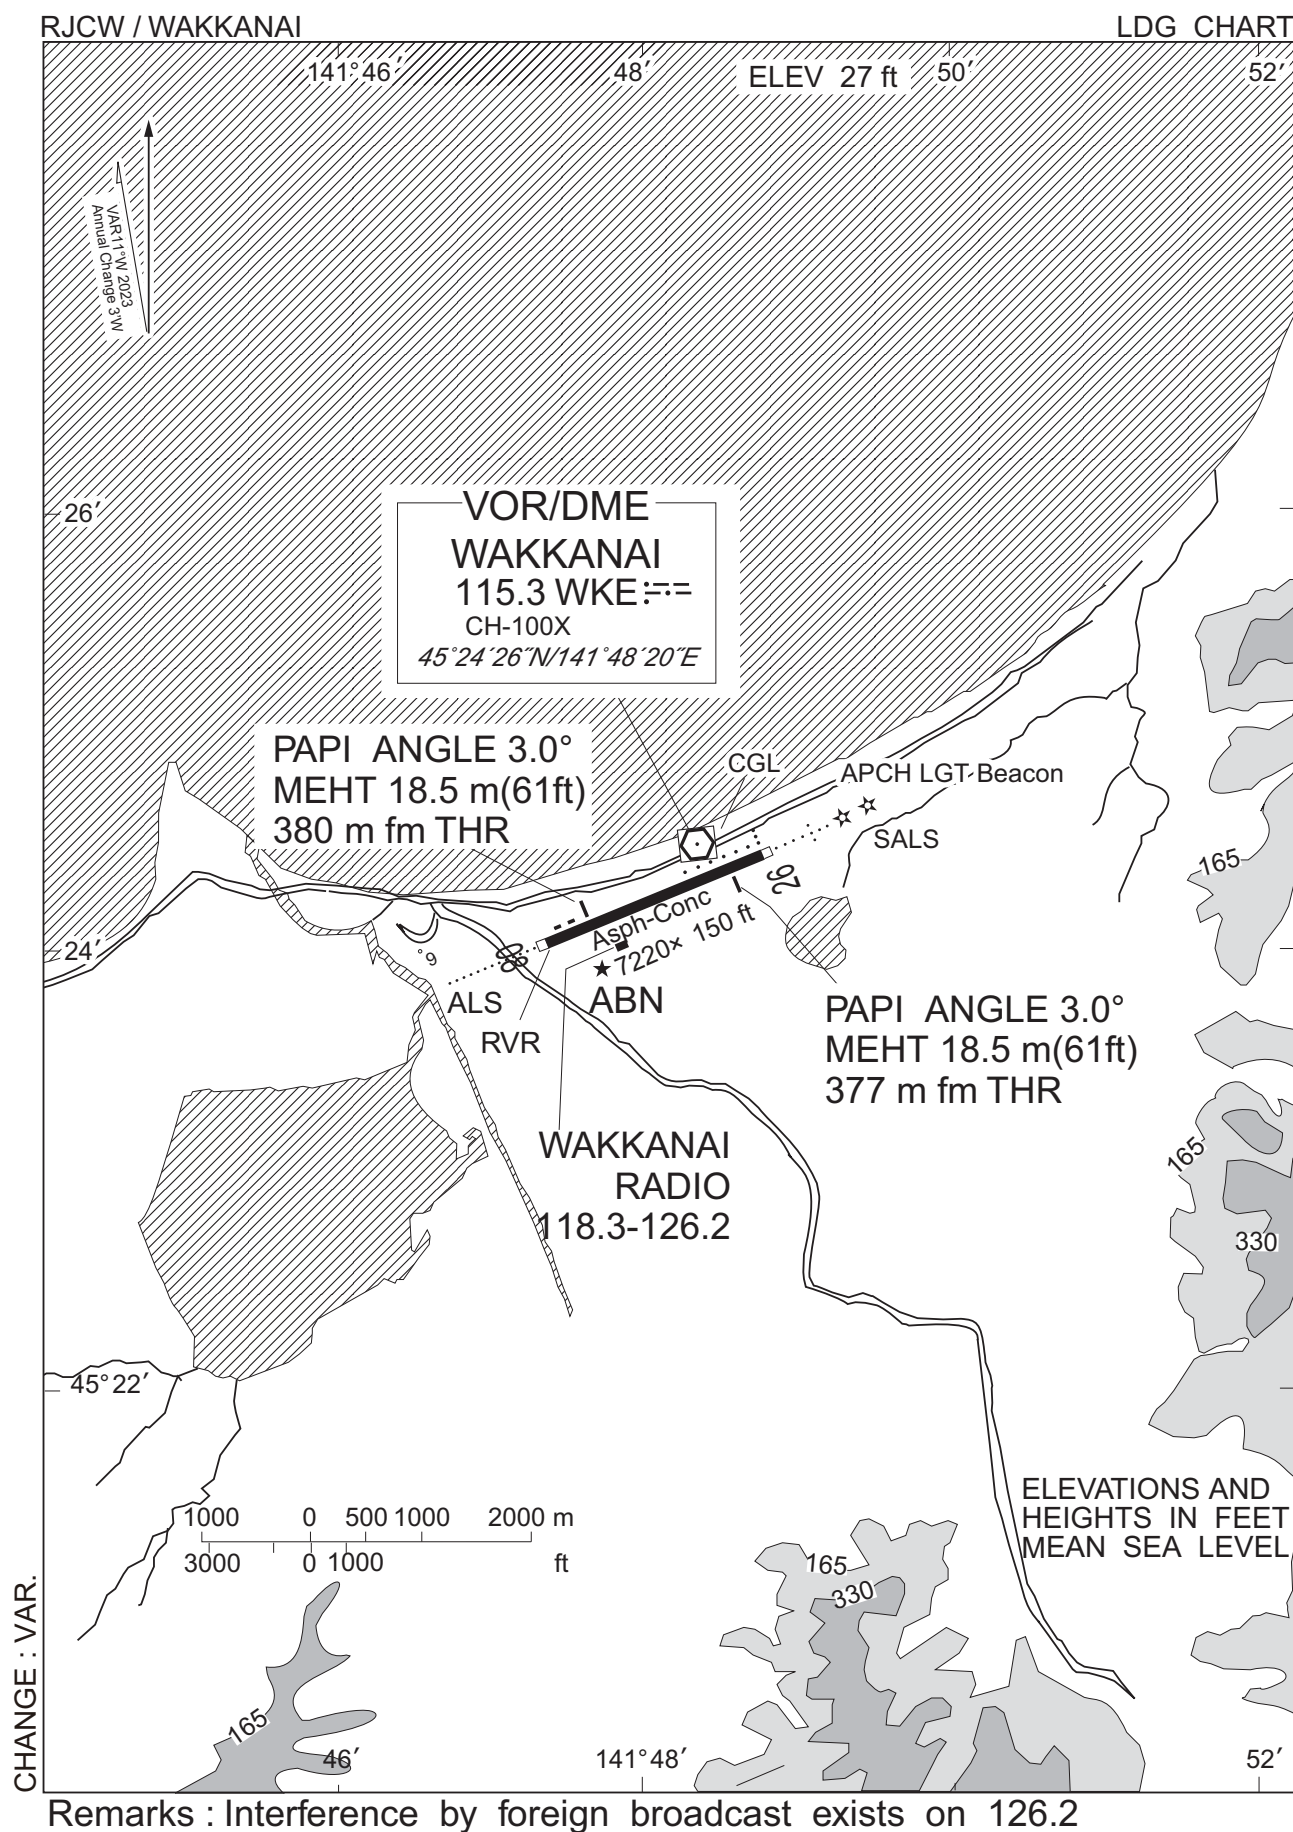 RJCW / WAKKANAI
LDG CHART
141°46′
48′
ELEV 27 ft
50′
52′
VAR11°W 2023
Annual Change 3′W
26′
VOR/DME
WAKKANAI
115.3 WKE
CH-100X
45°24′26″N/141°48′20″E
PAPI ANGLE 3.0°
MEHT 18.5 m(61ft)
380 m fm THR
CGL
APCH LGT Beacon
SALS
165
26
Asph-Conc
7220× 150 ft
24′
08
°9
ALS
ABN
RVR
PAPI ANGLE 3.0°
MEHT 18.5 m(61ft)
377 m fm THR
WAKKANAI
RADIO
118.3-126.2
165
330
45°22′
ELEVATIONS AND
HEIGHTS IN FEET
MEAN SEA LEVEL
1000 0 500 1000 2000 m
3000 0 1000 ft
165
330
165
46′
141°48′
52′
CHANGE : VAR.
Remarks : Interference by foreign broadcast exists on 126.2